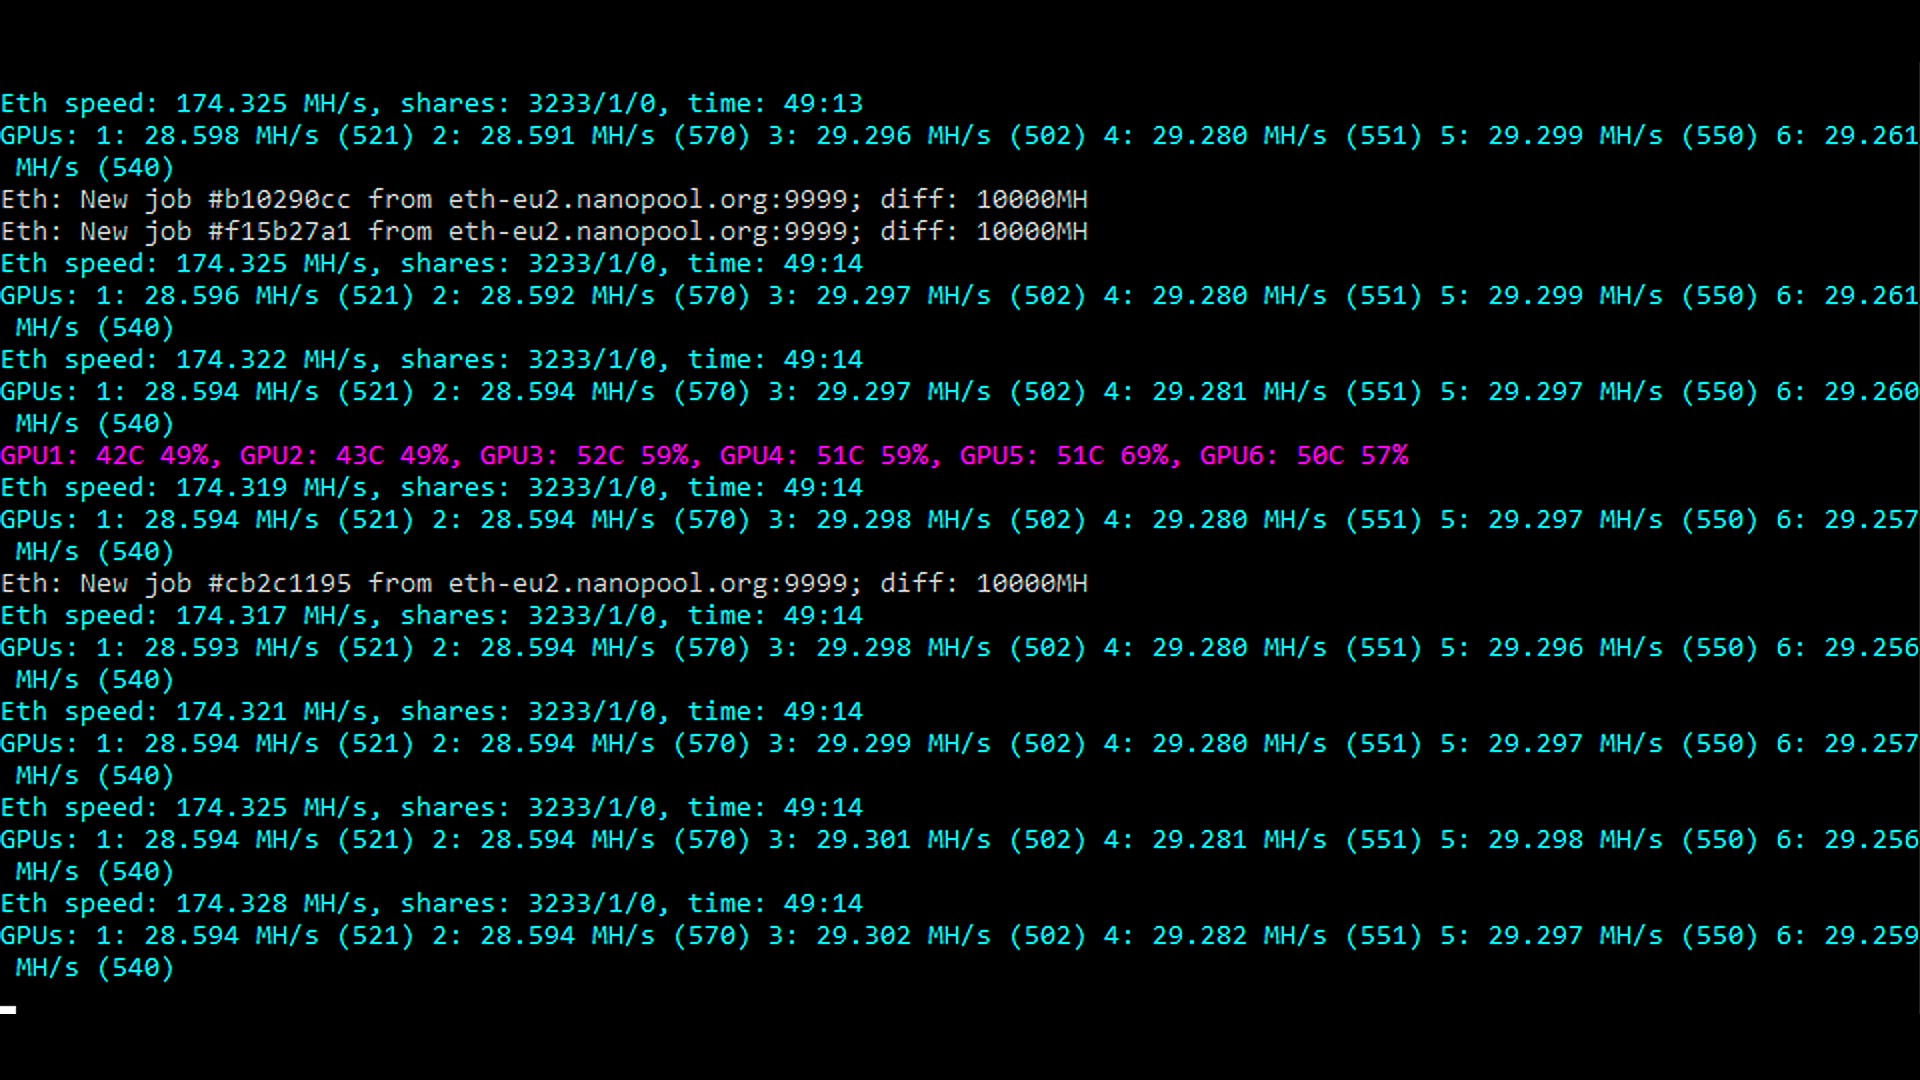 Eth speed: 174.325 MH/s, shares: 3233/1/0, time: 49:13
GPUs: 1: 28.598 MH/s (521) 2: 28.591 MH/s (570) 3: 29.296 MH/s (502) 4: 29.280 MH/s (551) 5: 29.299 MH/s (550) 6: 29.261
MH/s (540)
Eth: New job #b10290cc from eth-eu2.nanopool.org:9999; diff: 10000MH
Eth: New job #f15b27a1 from eth-eu2.nanopool.org:9999; diff: 10000MH
Eth speed: 174.325 MH/s, shares: 3233/1/0, time: 49:14
GPUs: 1: 28.596 MH/s (521) 2: 28.592 MH/s (570) 3: 29.297 MH/s (502) 4: 29.280 MH/s (551) 5: 29.299 MH/s (550) 6: 29.261
MH/s (540)
Eth speed: 174.322 MH/s, shares: 3233/1/0, time: 49:14
GPUs: 1: 28.594 MH/s (521) 2: 28.594 MH/s (570) 3: 29.297 MH/s (502) 4: 29.281 MH/s (551) 5: 29.297 MH/s (550) 6: 29.260
MH/s (540)
GPU1: 42C 49%, GPU2: 43C 49%, GPU3: 52C 59%, GPU4: 51C 59%, GPU5: 51C 69%, GPU6: 50C 57%
Eth speed: 174.319 MH/s, shares: 3233/1/0, time: 49:14
GPUs: 1: 28.594 MH/s (521) 2: 28.594 MH/s (570) 3: 29.298 MH/s (502) 4: 29.280 MH/s (551) 5: 29.297 MH/s (550) 6: 29.257
MH/s (540)
Eth: New job #cb2c1195 from eth-eu2.nanopool.org:9999; diff: 10000MH
Eth speed: 174.317 MH/s, shares: 3233/1/0, time: 49:14
GPUs: 1: 28.593 MH/s (521) 2: 28.594 MH/s (570) 3: 29.298 MH/s (502) 4: 29.280 MH/s (551) 5: 29.296 MH/s (550) 6: 29.256
MH/s (540)
Eth speed: 174.321 MH/s, shares: 3233/1/0, time: 49:14
GPUs: 1: 28.594 MH/s (521) 2: 28.594 MH/s (570) 3: 29.299 MH/s (502) 4: 29.280 MH/s (551) 5: 29.297 MH/s (550) 6: 29.257
MH/s (540)
Eth speed: 174.325 MH/s, shares: 3233/1/0, time: 49:14
GPUs: 1: 28.594 MH/s (521) 2: 28.594 MH/s (570) 3: 29.301 MH/s (502) 4: 29.281 MH/s (551) 5: 29.298 MH/s (550) 6: 29.256
MH/s (540)
Eth speed: 174.328 MH/s, shares: 3233/1/0, time: 49:14
GPUs: 1: 28.594 MH/s (521) 2: 28.594 MH/s (570) 3: 29.302 MH/s (502) 4: 29.282 MH/s (551) 5: 29.297 MH/s (550) 6: 29.259
MH/s (540)